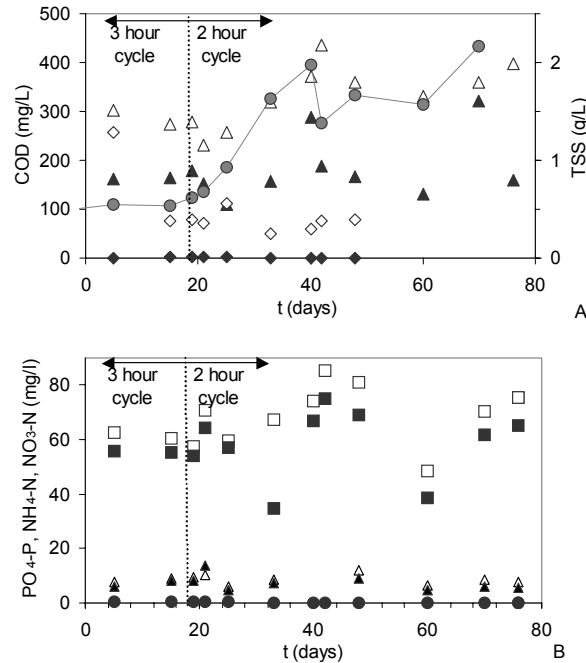 500
400
300
200
100
0
COD (mg/L)
3 hour cycle
2 hour cycle
2
1
0
TSS (g/L)
0 20 40 60 80
t (days)
A
80
60
40
20
0
PO4-P, NH4-N, NO3-N (mg/l)
3 hour cycle
2 hour cycle
0 20 40 60 80
t (days)
B